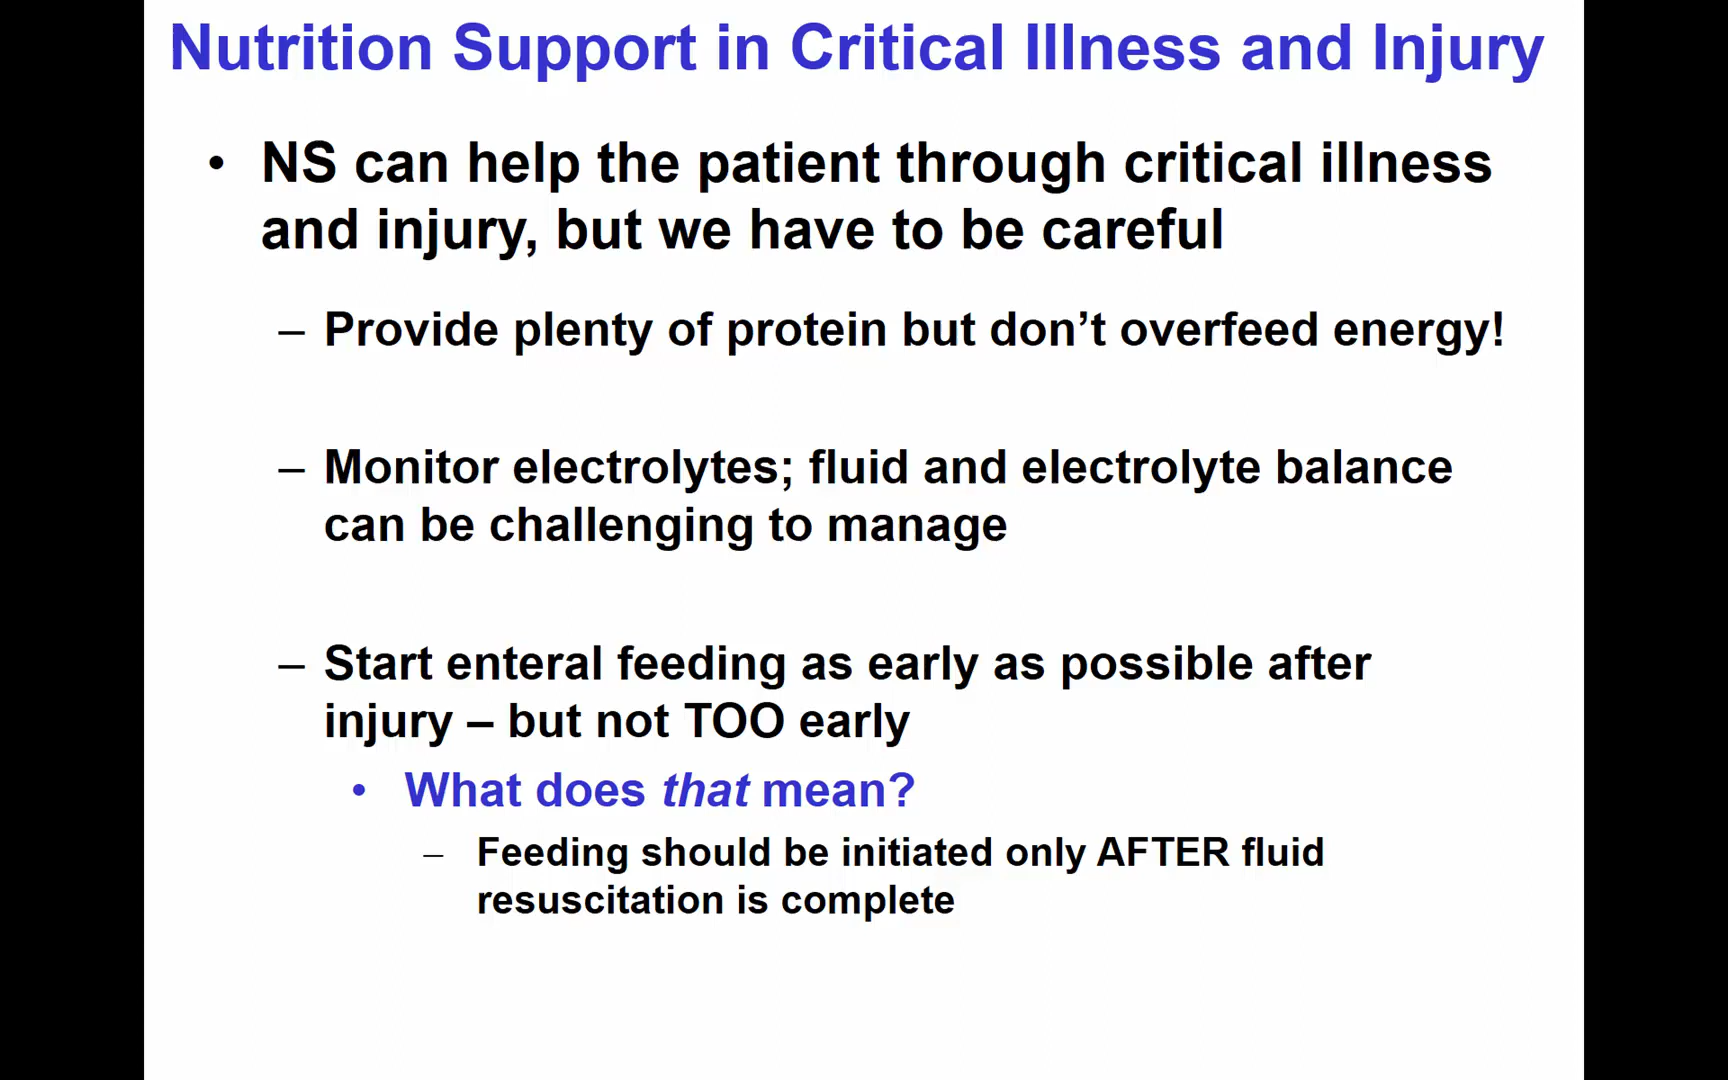 Nutrition Support in Critical Illness and Injury
• NS can help the patient through critical illness
and injury, but we have to be careful
– Provide plenty of protein but don’t overfeed energy!
– Monitor electrolytes; fluid and electrolyte balance
can be challenging to manage
– Start enteral feeding as early as possible after
injury – but not TOO early
• What does that mean?
– Feeding should be initiated only AFTER fluid
resuscitation is complete